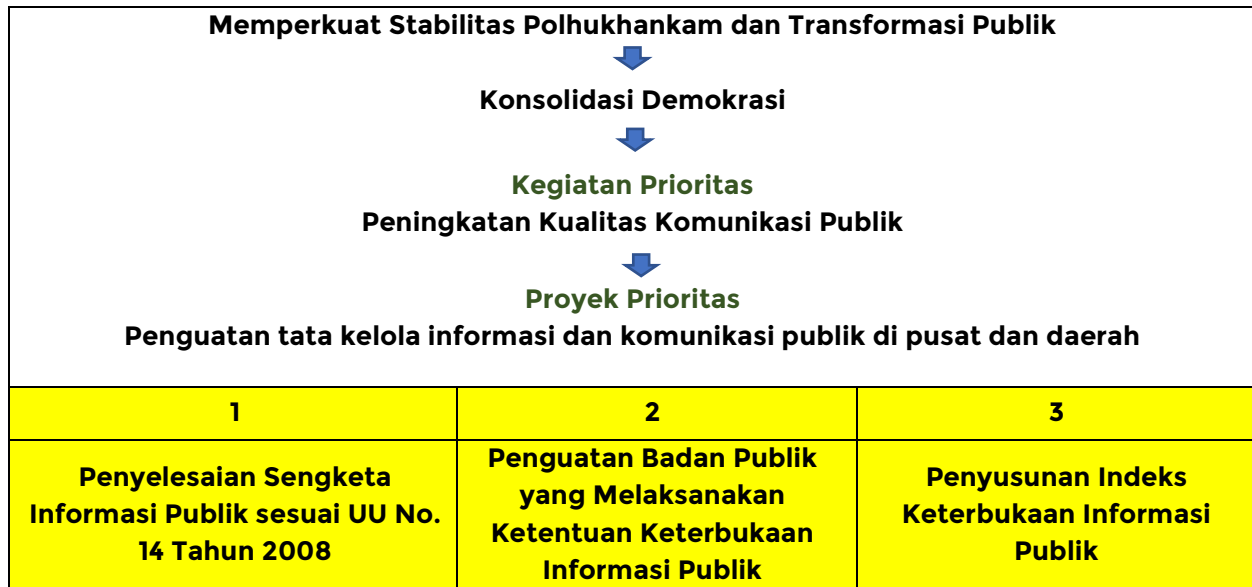 Memperkuat Stabilitas Polhukhankam dan Transformasi Publik
Konsolidasi Demokrasi
Kegiatan Prioritas
Peningkatan Kualitas Komunikasi Publik
Proyek Prioritas
Penguatan tata kelola informasi dan komunikasi publik di pusat dan daerah
1
2
3
Penyelesaian Sengketa
Informasi Publik sesuai UU No.
14 Tahun 2008
Penguatan Badan Publik
yang Melaksanakan
Ketentuan Keterbukaan
Informasi Publik
Penyusunan Indeks
Keterbukaan Informasi
Publik